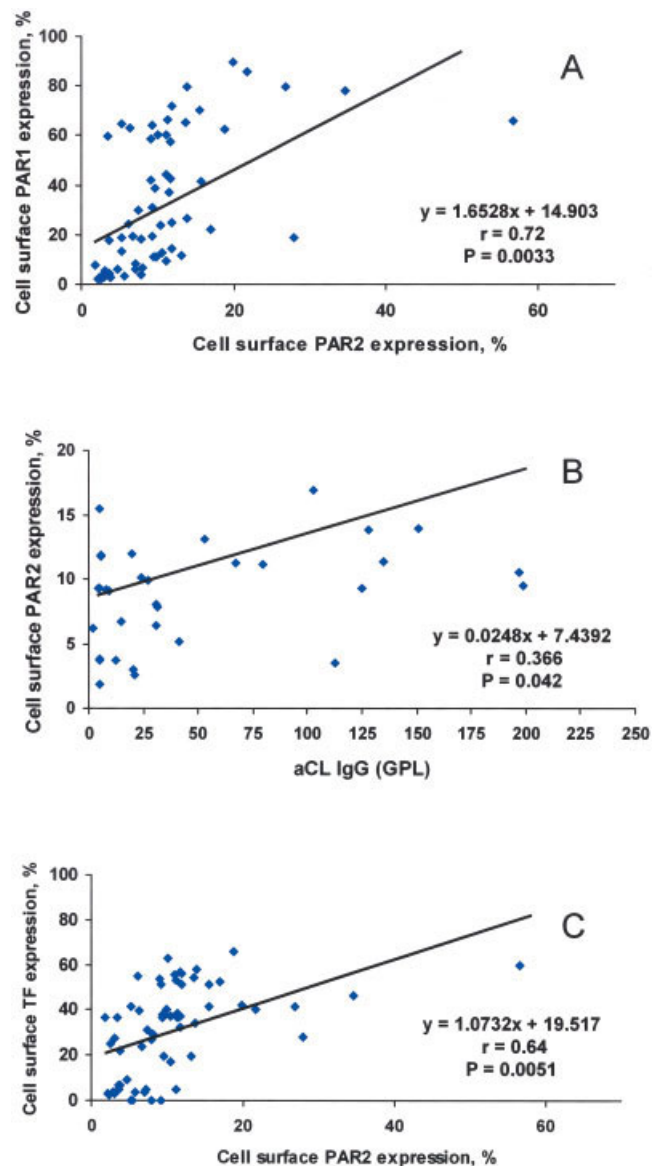 A
Cell surface PAR1 expression, %
100
80
60
40
20
0
y = 1.6528x + 14.903
r = 0.72
P = 0.0033
0 20 40 60
Cell surface PAR2 expression, %
B
Cell surface PAR2 expression, %
20
15
10
5
0
y = 0.0248x + 7.4392
r = 0.366
P = 0.042
0 25 50 75 100 125 150 175 200 225 250
aCL IgG (GPL)
C
Cell surface TF expression, %
100
80
60
40
20
0
y = 1.0732x + 19.517
r = 0.64
P = 0.0051
0 20 40 60
Cell surface PAR2 expression, %